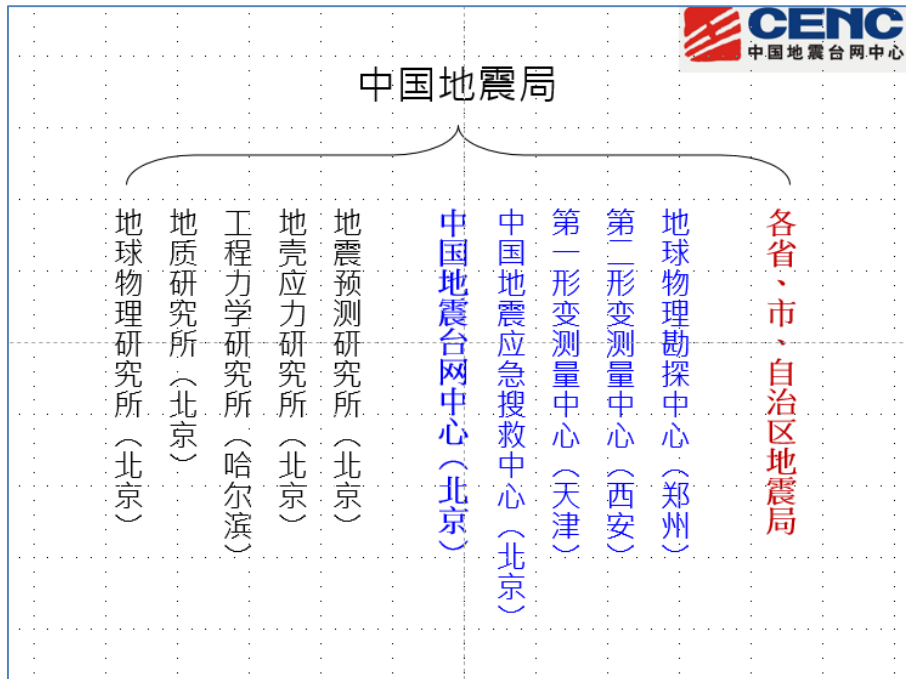 CENC
中国地震台网中心
中国地震局
地球物理研究所（北京）
地质研究所（北京）
工程力学研究所（哈尔滨）
地壳应力研究所（北京）
地震预测研究所（北京）
中国地震台网中心（北京）
中国地震应急搜救中心（北京）
第一形变测量中心（天津）
第二形变测量中心（西安）
地球物理勘探中心（郑州）
各省、市、自治区地震局